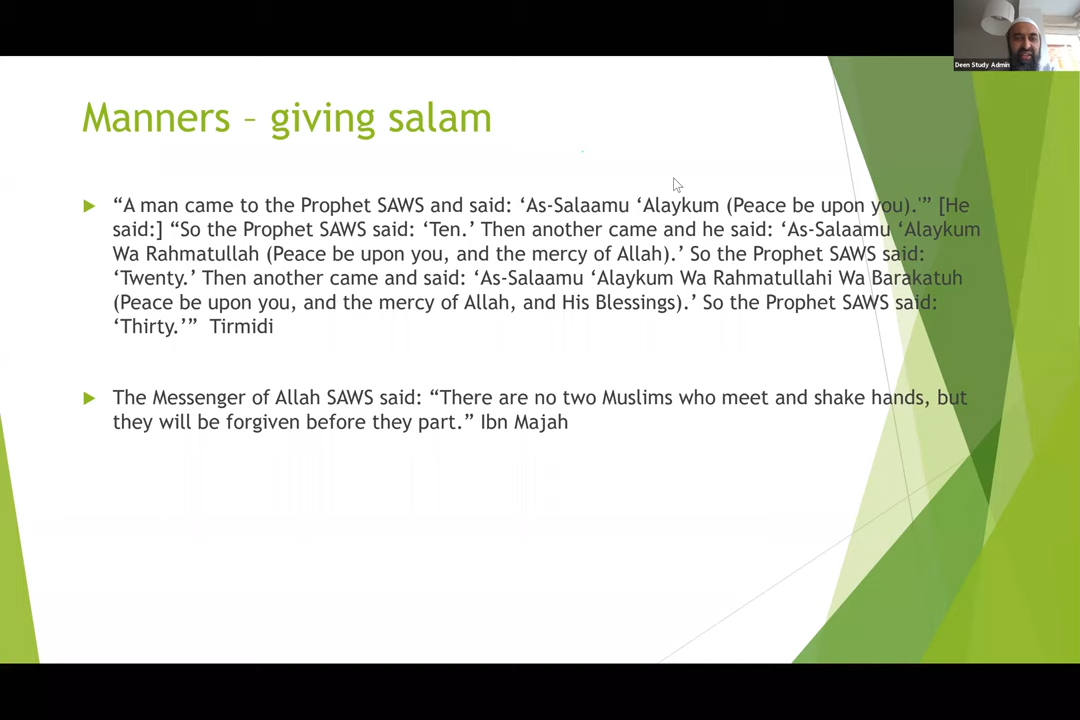 Deen Study Admin
Manners – giving salam
“A man came to the Prophet SAWS and said: ‘As-Salaamu ‘Alaykum (Peace be upon you).'” [He
said:] “So the Prophet SAWS said: ‘Ten.’ Then another came and he said: ‘As-Salaamu ‘Alaykum
Wa Rahmatullah (Peace be upon you, and the mercy of Allah).’ So the Prophet SAWS said:
‘Twenty.’ Then another came and said: ‘As-Salaamu ‘Alaykum Wa Rahmatullahi Wa Barakatuh
(Peace be upon you, and the mercy of Allah, and His Blessings).’ So the Prophet SAWS said:
‘Thirty.’” Tirmidi
The Messenger of Allah SAWS said: “There are no two Muslims who meet and shake hands, but
they will be forgiven before they part.” Ibn Majah